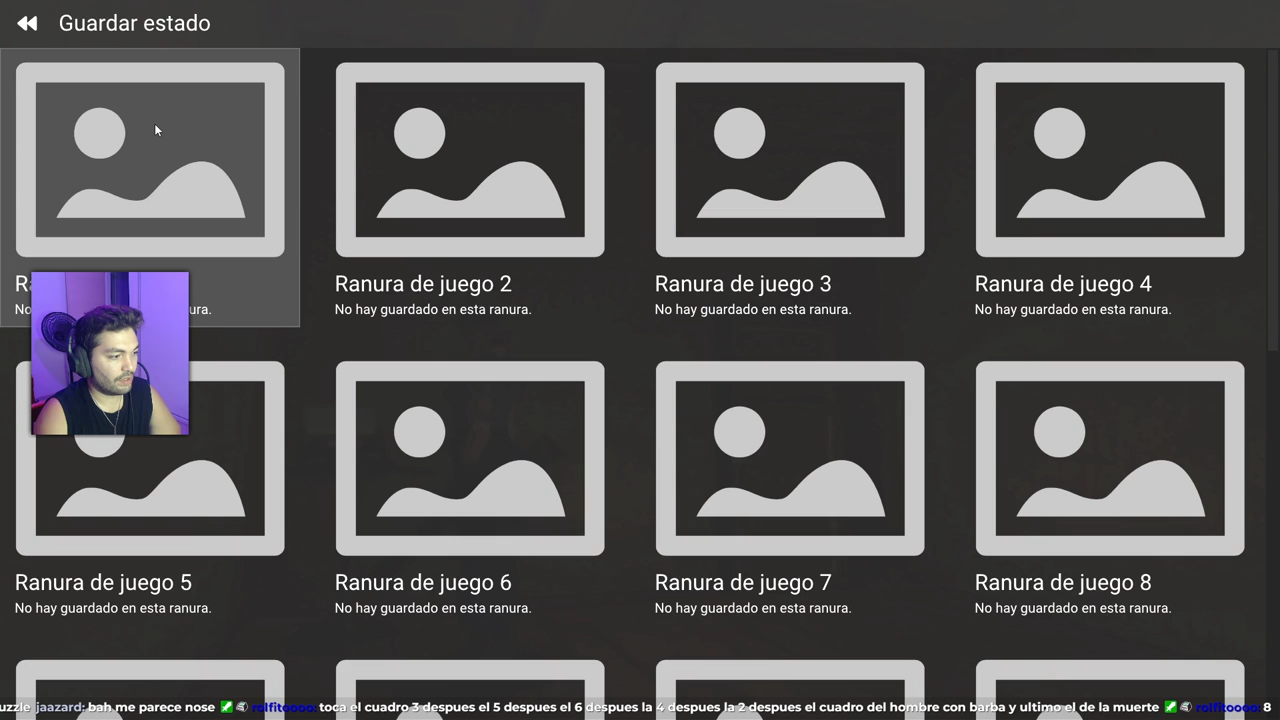 Guardar estado
Ranura de juego 2
Ranura de juego 3
Ranura de juego 4
No
ura.
No hay guardado en esta ranura.
No hay guardado en esta ranura.
No hay guardado en esta ranura.
Ranura de juego 5
Ranura de juego 6
Ranura de juego 7
Ranura de juego 8
No hay guardado en esta ranura.
No hay guardado en esta ranura.
No hay guardado en esta ranura.
No hay guardado en esta ranura.
uzzle jaazard: bah me parece nose rolfitoooo: toca el cuadro 3 despues el 5 despues el 6 despues la 4 despues la 2 despues el cuadro del hombre con barba y ultimo el de la muerte rolfitoooo: 8